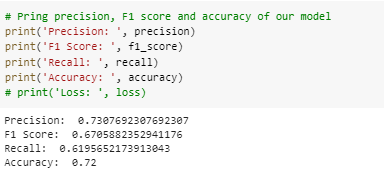 # Pring precision, F1 score and accuracy of our model
print('Precision: ', precision)
print('F1 Score: ', f1_score)
print('Recall: ', recall)
print('Accuracy: ', accuracy)
# print('Loss: ', loss)
Precision:  0.7307692307692307
F1 Score:  0.6705882352941176
Recall:  0.6195652173913043
Accuracy:  0.72